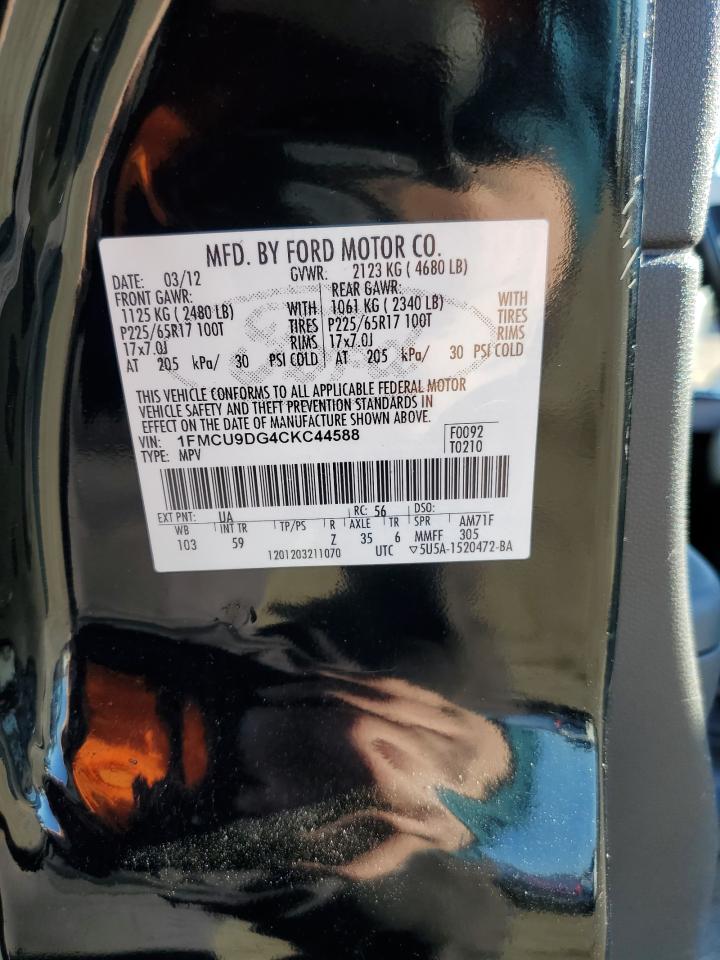 MFD. BY FORD MOTOR CO.
DATE: 03/12 GVWR: 2123 KG ( 4680 LB)
FRONT GAWR: REAR GAWR:
1125 KG ( 2480 LB) WITH 1061 KG ( 2340 LB) WITH
P225/65R17 100T TIRES P225/65R17 100T TIRES
17x7.0J RIMS 17x7.0J RIMS
AT 205 kPa/ 30 PSI COLD AT 205 kPa/ 30 PSI COLD
THIS VEHICLE CONFORMS TO ALL APPLICABLE FEDERAL MOTOR
VEHICLE SAFETY AND THEFT PREVENTION STANDARDS IN
EFFECT ON THE DATE OF MANUFACTURE SHOWN ABOVE.
VIN: 1FMCU9DG4CKC44588 F0092
TYPE: MPV T0210
EXT PNT: UA RC: 56 DSO:
WB INT TR TP/PS R AXLE TR SPR AM71F
103 59 Z 35 6 MMFF 305
1201203211070 UTC ▽5U5A-1520472-BA
Ford